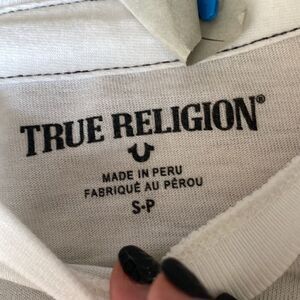 TRUE RELIGION®
MADE IN PERU
FABRIQUÉ AU PÉROU
S-P